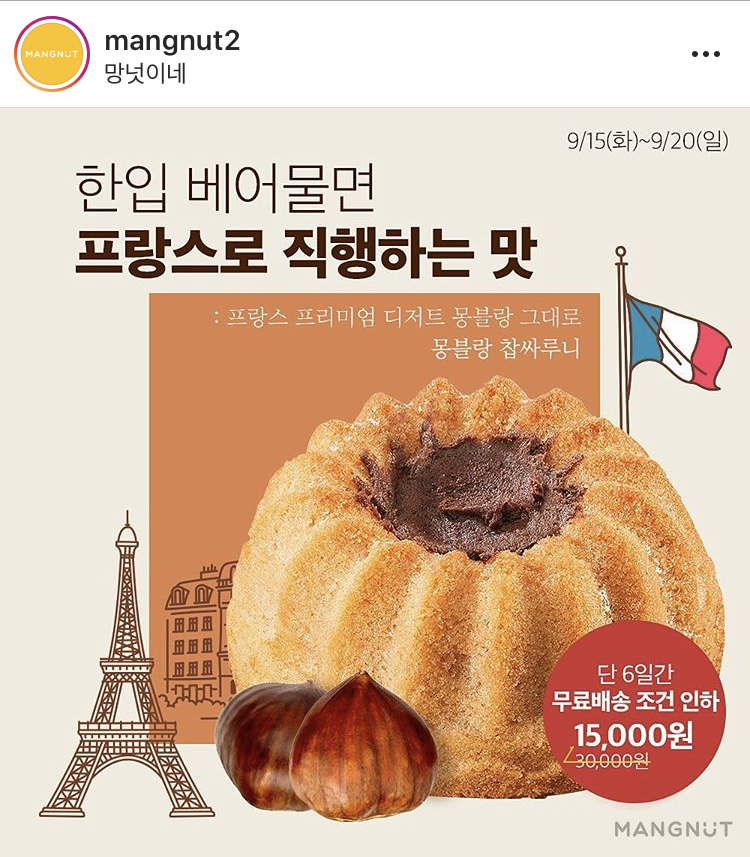 MANGNUT
mangnut2
망넛이네
9/15(화)~9/20(일)
한입 베어물면
프랑스로 직행하는 맛
: 프랑스 프리미엄 디저트 몽블랑 그대로
몽블랑 찹싸루니
단 6일간
무료배송 조건 인하
15,000원
30,000원
MANGNUT